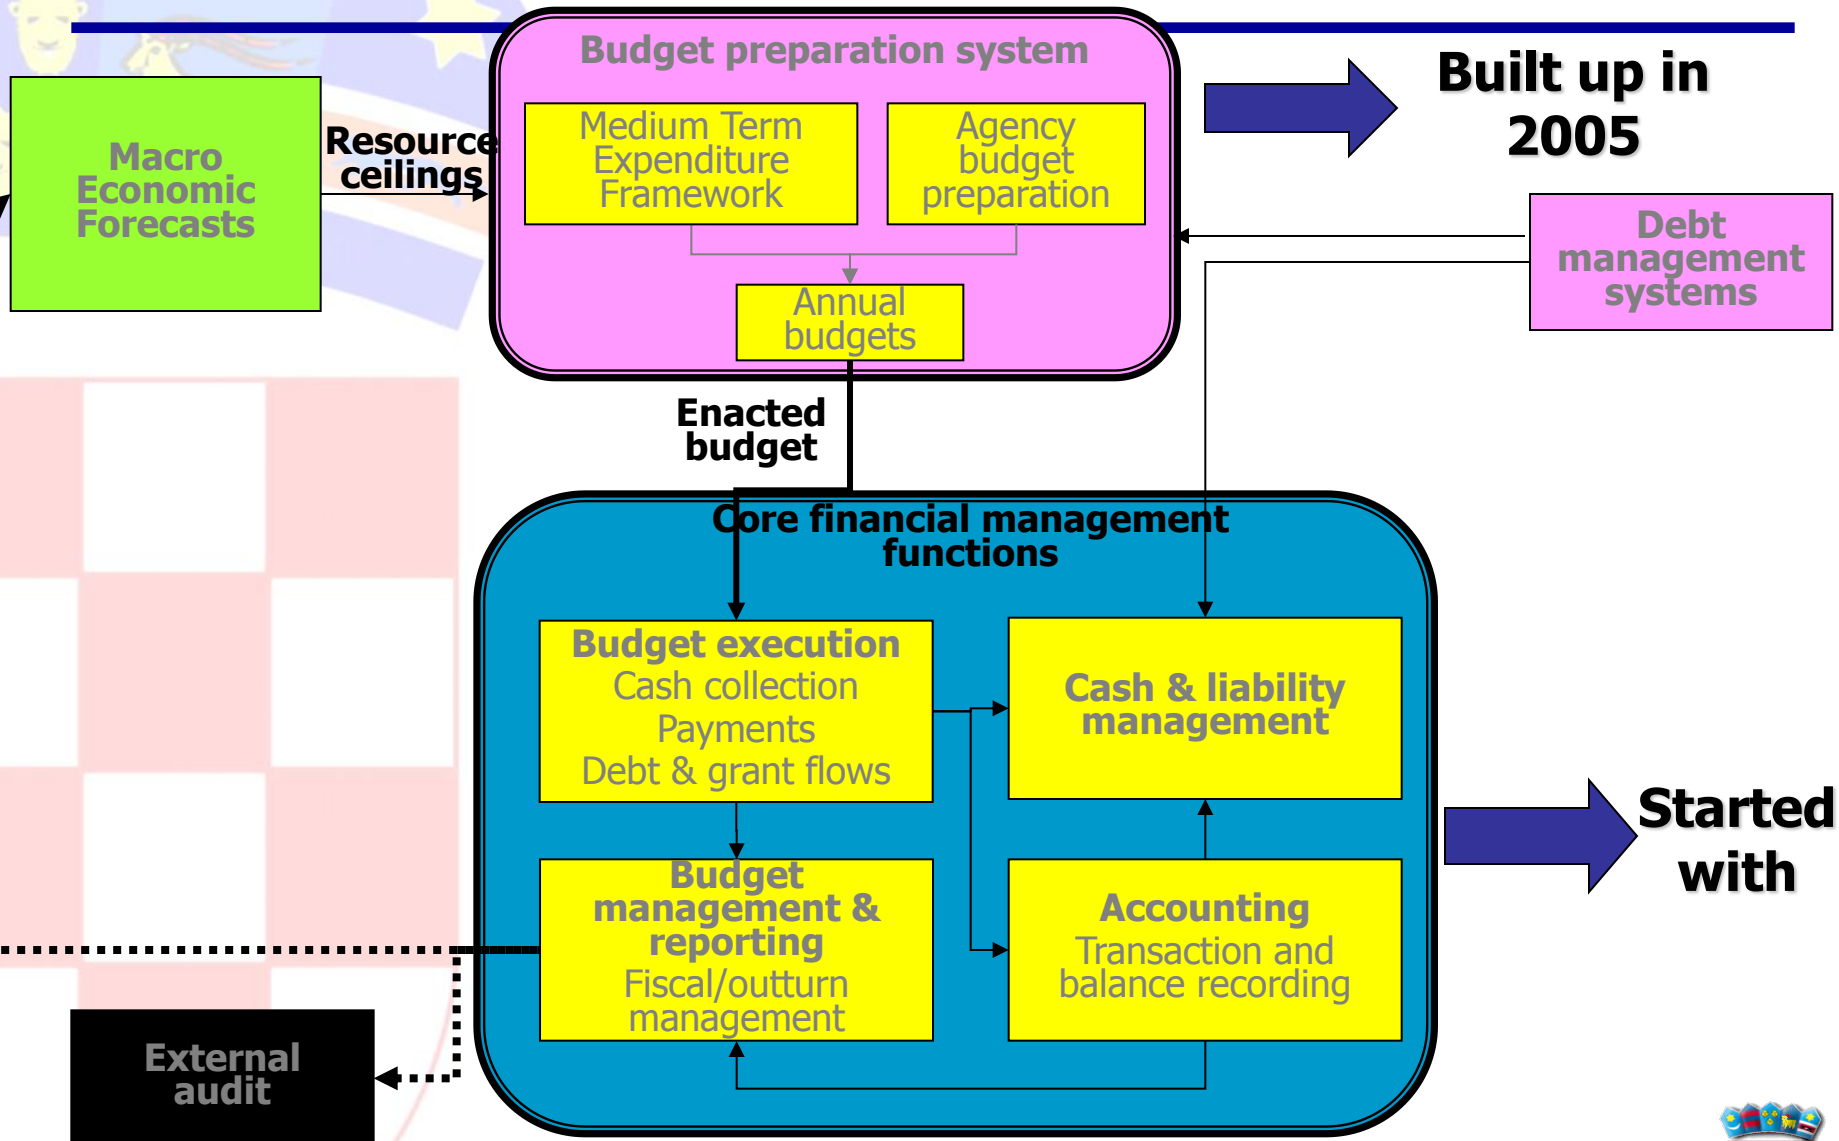 Budget preparation system
Built up in
2005
Macro
Economic
Forecasts
Resource
ceilings
Medium Term
Expenditure
Framework
Agency
budget
preparation
Annual
budgets
Debt
management
systems
Enacted
budget
Core financial management
functions
Budget execution
Cash collection
Payments
Debt & grant flows
Cash & liability
management
Started
with
Budget
management &
reporting
Fiscal/outturn
management
Accounting
Transaction and
balance recording
External
audit